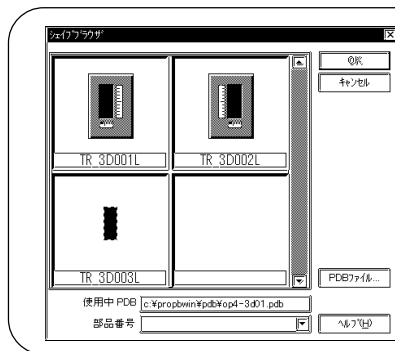 シェイプブラウザ
TR_3D001L
TR_3D002L
TR_3D003L
OK
キャンセル
PDBファイル...
使用中 PDB c:¥propbwin¥pdb¥op4-3d01.pdb
部品番号
ヘルプ(H)